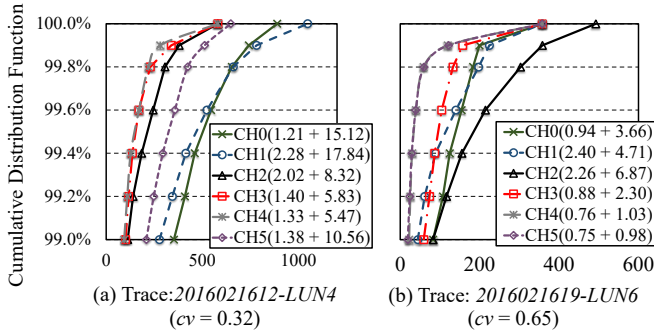 Cumulative Distribution Function
100.0%
99.8%
99.6%
99.4%
99.2%
99.0%
CH0(1.21 + 15.12)
CH1(2.28 + 17.84)
CH2(2.02 + 8.32)
CH3(1.40 + 5.83)
CH4(1.33 + 5.47)
CH5(1.38 + 10.56)
0 500 1000
(a) Trace:2016021612-LUN4
(cv = 0.32)
CH0(0.94 + 3.66)
CH1(2.40 + 4.71)
CH2(2.26 + 6.87)
CH3(0.88 + 2.30)
CH4(0.76 + 1.03)
CH5(0.75 + 0.98)
0 200 400 600
(b) Trace: 2016021619-LUN6
(cv = 0.65)